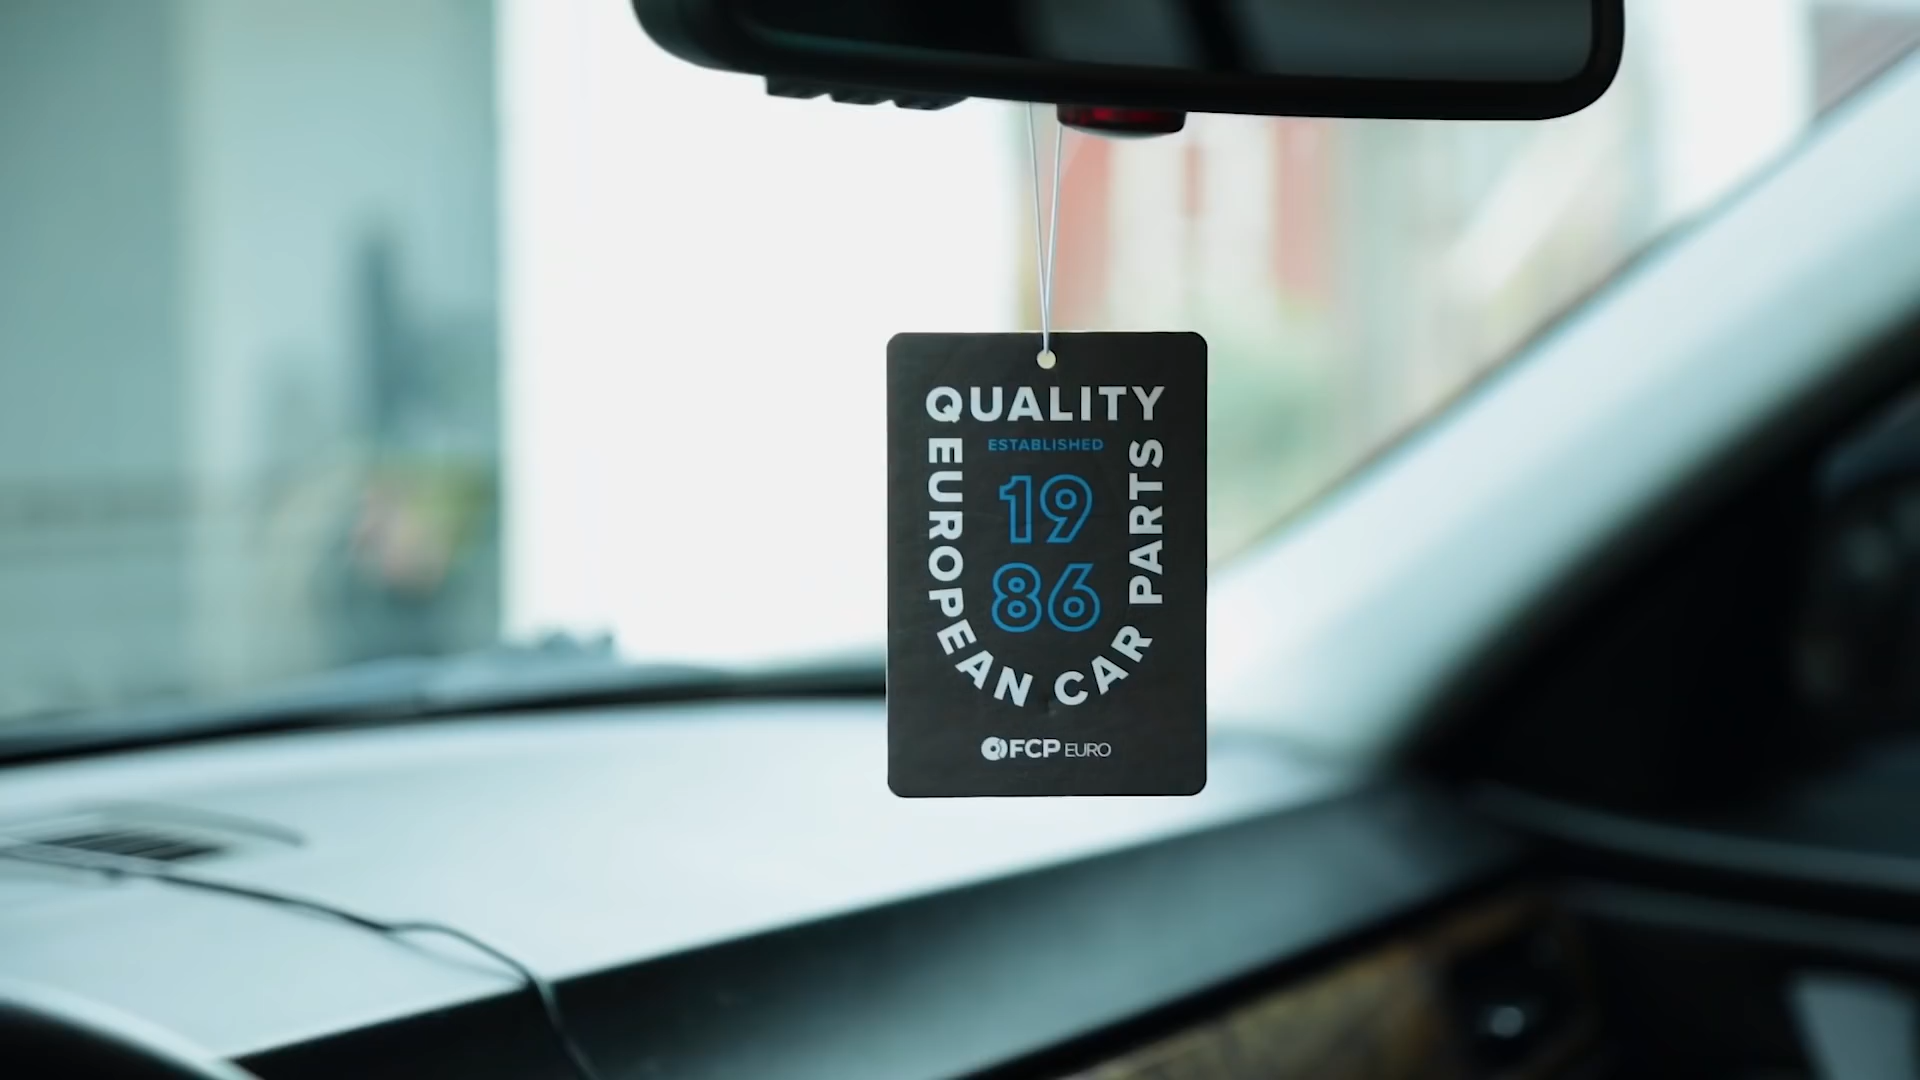 QUALITY
EUROPEAN CAR PARTS
ESTABLISHED
19
86
FCP EURO